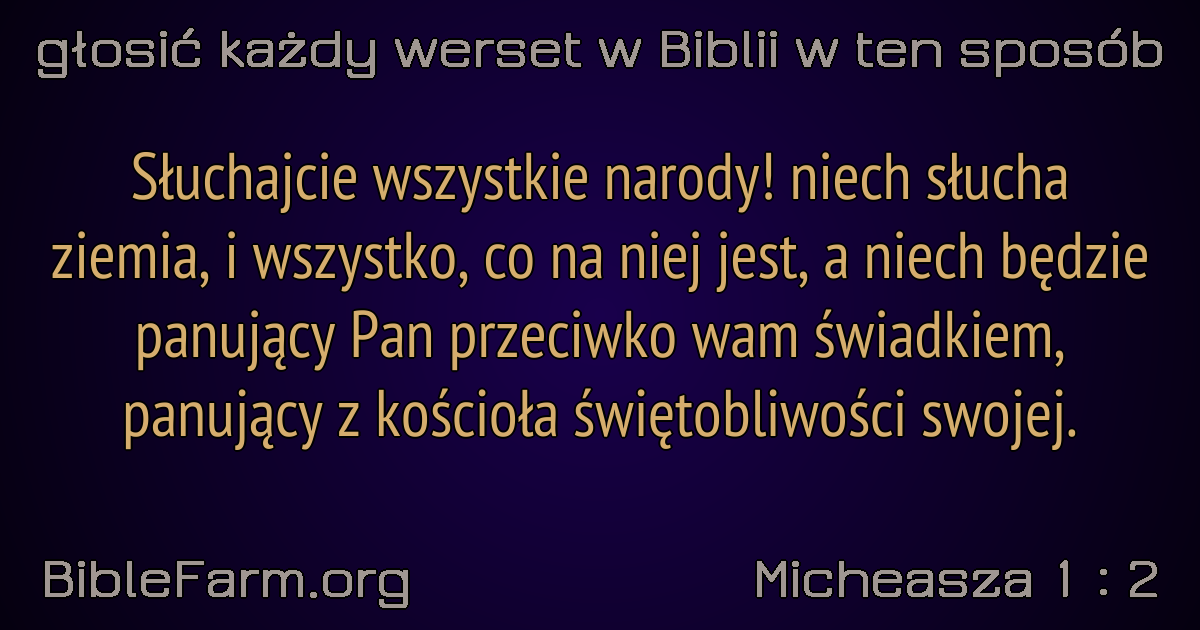 głosić każdy werset w Biblii w ten sposób
Słuchajcie wszystkie narody! niech słucha
ziemia, i wszystko, co na niej jest, a niech będzie
panujący Pan przeciwko wam świadkiem,
panujący z kościoła świętobliwości swojej.
BibleFarm.org
Micheasza 1 : 2